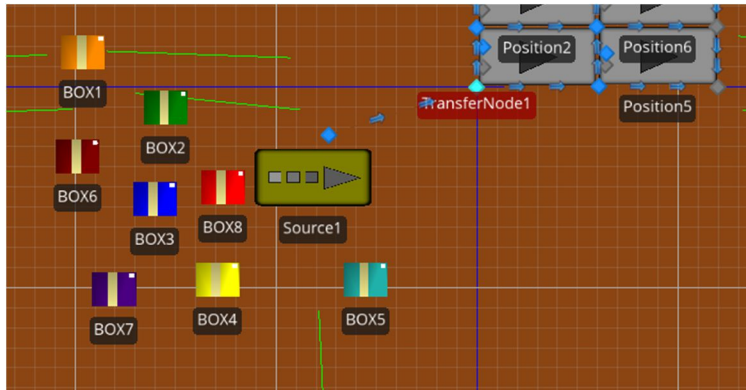 Position2
Position6
BOX1
TransferNode1
Position5
BOX2
BOX6
BOX3
BOX8
Source1
BOX7
BOX4
BOX5